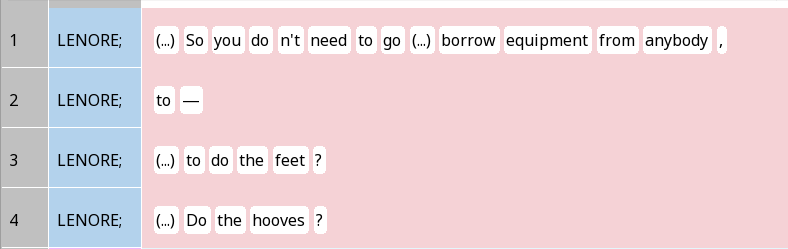 1 LENORE; (...) So you do n't need to go (...) borrow equipment from anybody ,
2 LENORE; to —
3 LENORE; (...) to do the feet ?
4 LENORE; (...) Do the hooves ?